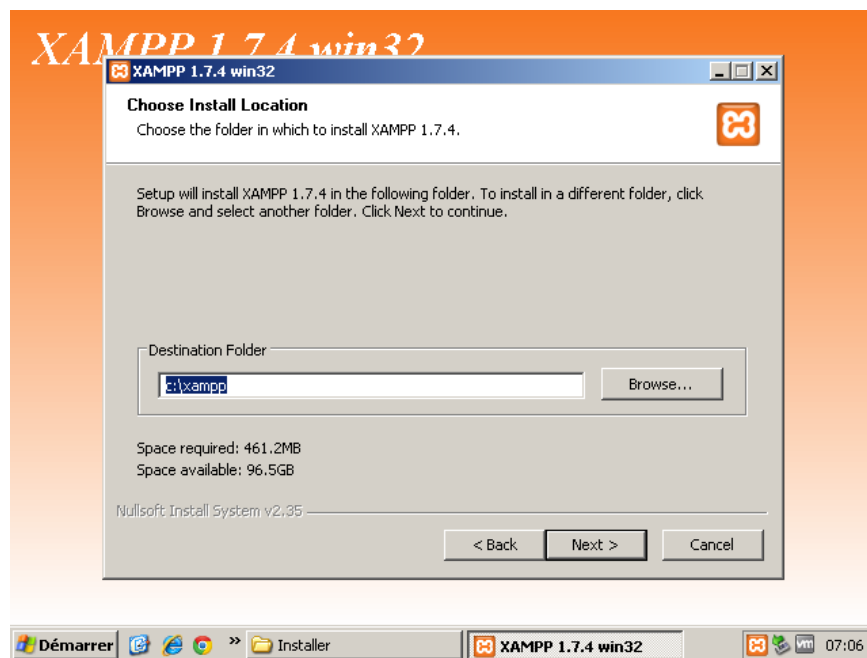 XAMPP 1.7.4 win32
XAMPP 1.7.4 win32
Choose Install Location
Choose the folder in which to install XAMPP 1.7.4.
Setup will install XAMPP 1.7.4 in the following folder. To install in a different folder, click
Browse and select another folder. Click Next to continue.
Destination Folder
c:\xampp
Browse...
Space required: 461.2MB
Space available: 96.5GB
Nullsoft Install System v2.35
< Back
Next >
Cancel
Démarrer
»
Installer
XAMPP 1.7.4 win32
vm
07:06